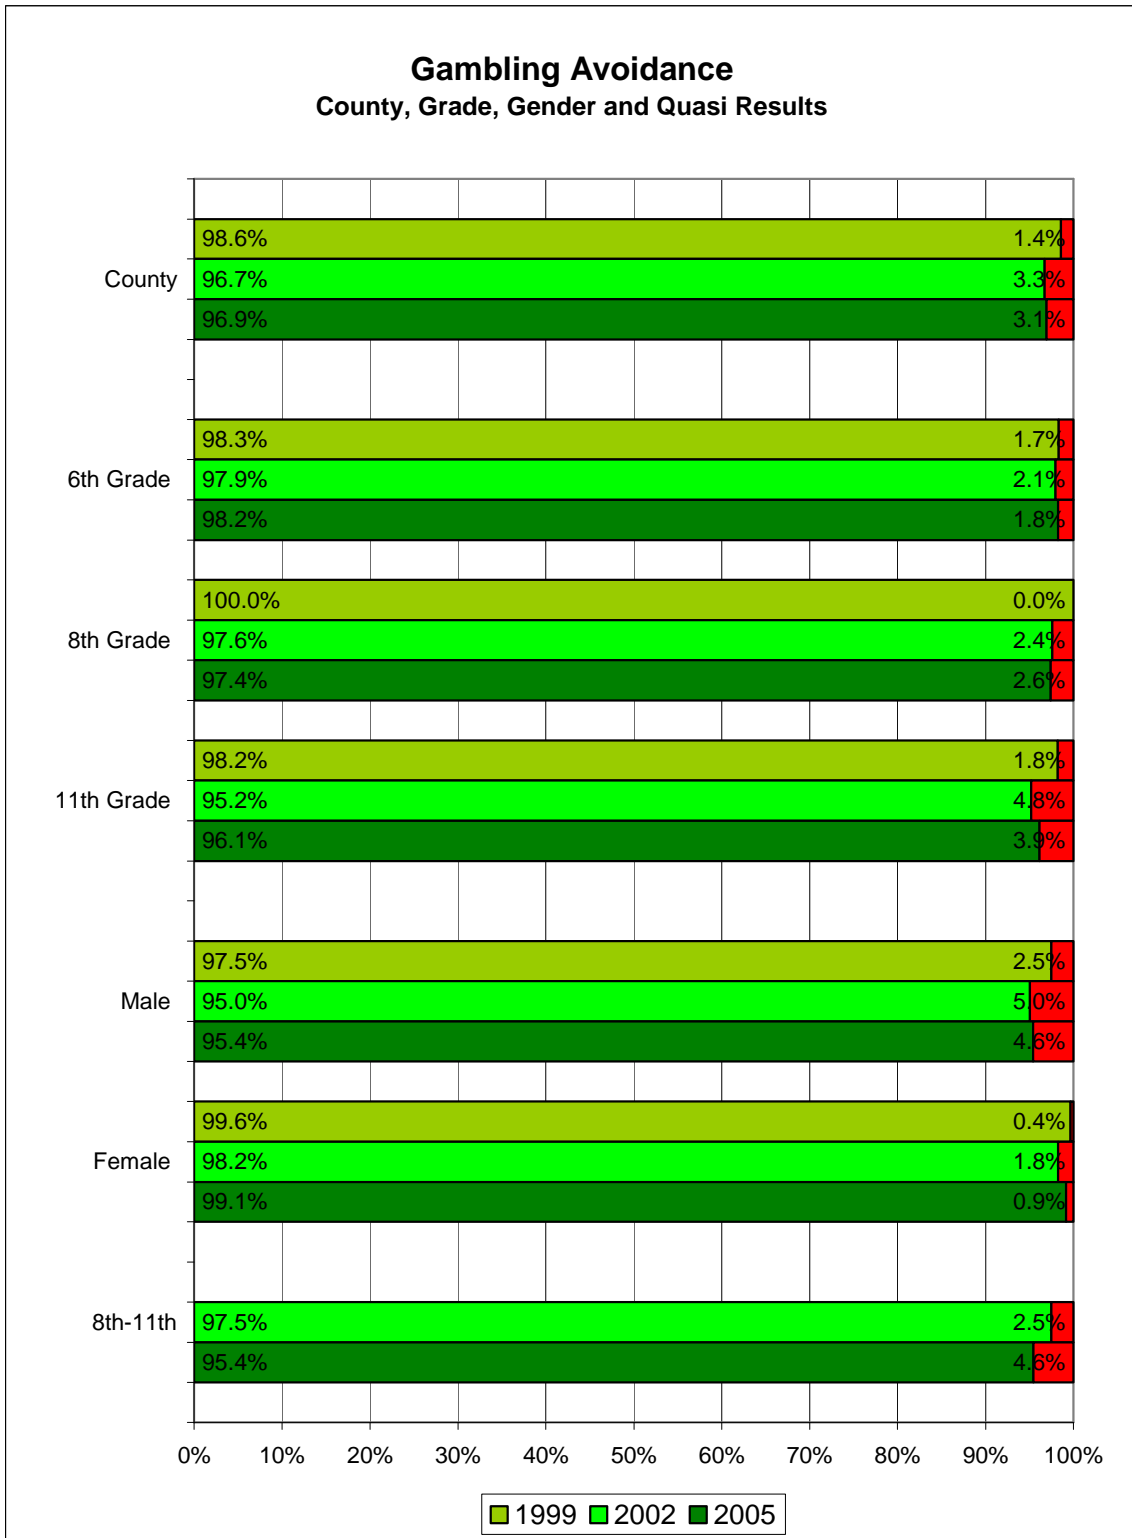 Gambling Avoidance
County, Grade, Gender and Quasi Results
98.6% 1.4%
County 96.7% 3.3%
96.9% 3.1%
98.3% 1.7%
6th Grade 97.9% 2.1%
98.2% 1.8%
100.0% 0.0%
8th Grade 97.6% 2.4%
97.4% 2.6%
98.2% 1.8%
11th Grade 95.2% 4.8%
96.1% 3.9%
97.5% 2.5%
Male 95.0% 5.0%
95.4% 4.6%
99.6% 0.4%
Female 98.2% 1.8%
99.1% 0.9%
8th-11th 97.5% 2.5%
95.4% 4.6%
0% 10% 20% 30% 40% 50% 60% 70% 80% 90% 100%
1999 2002 2005